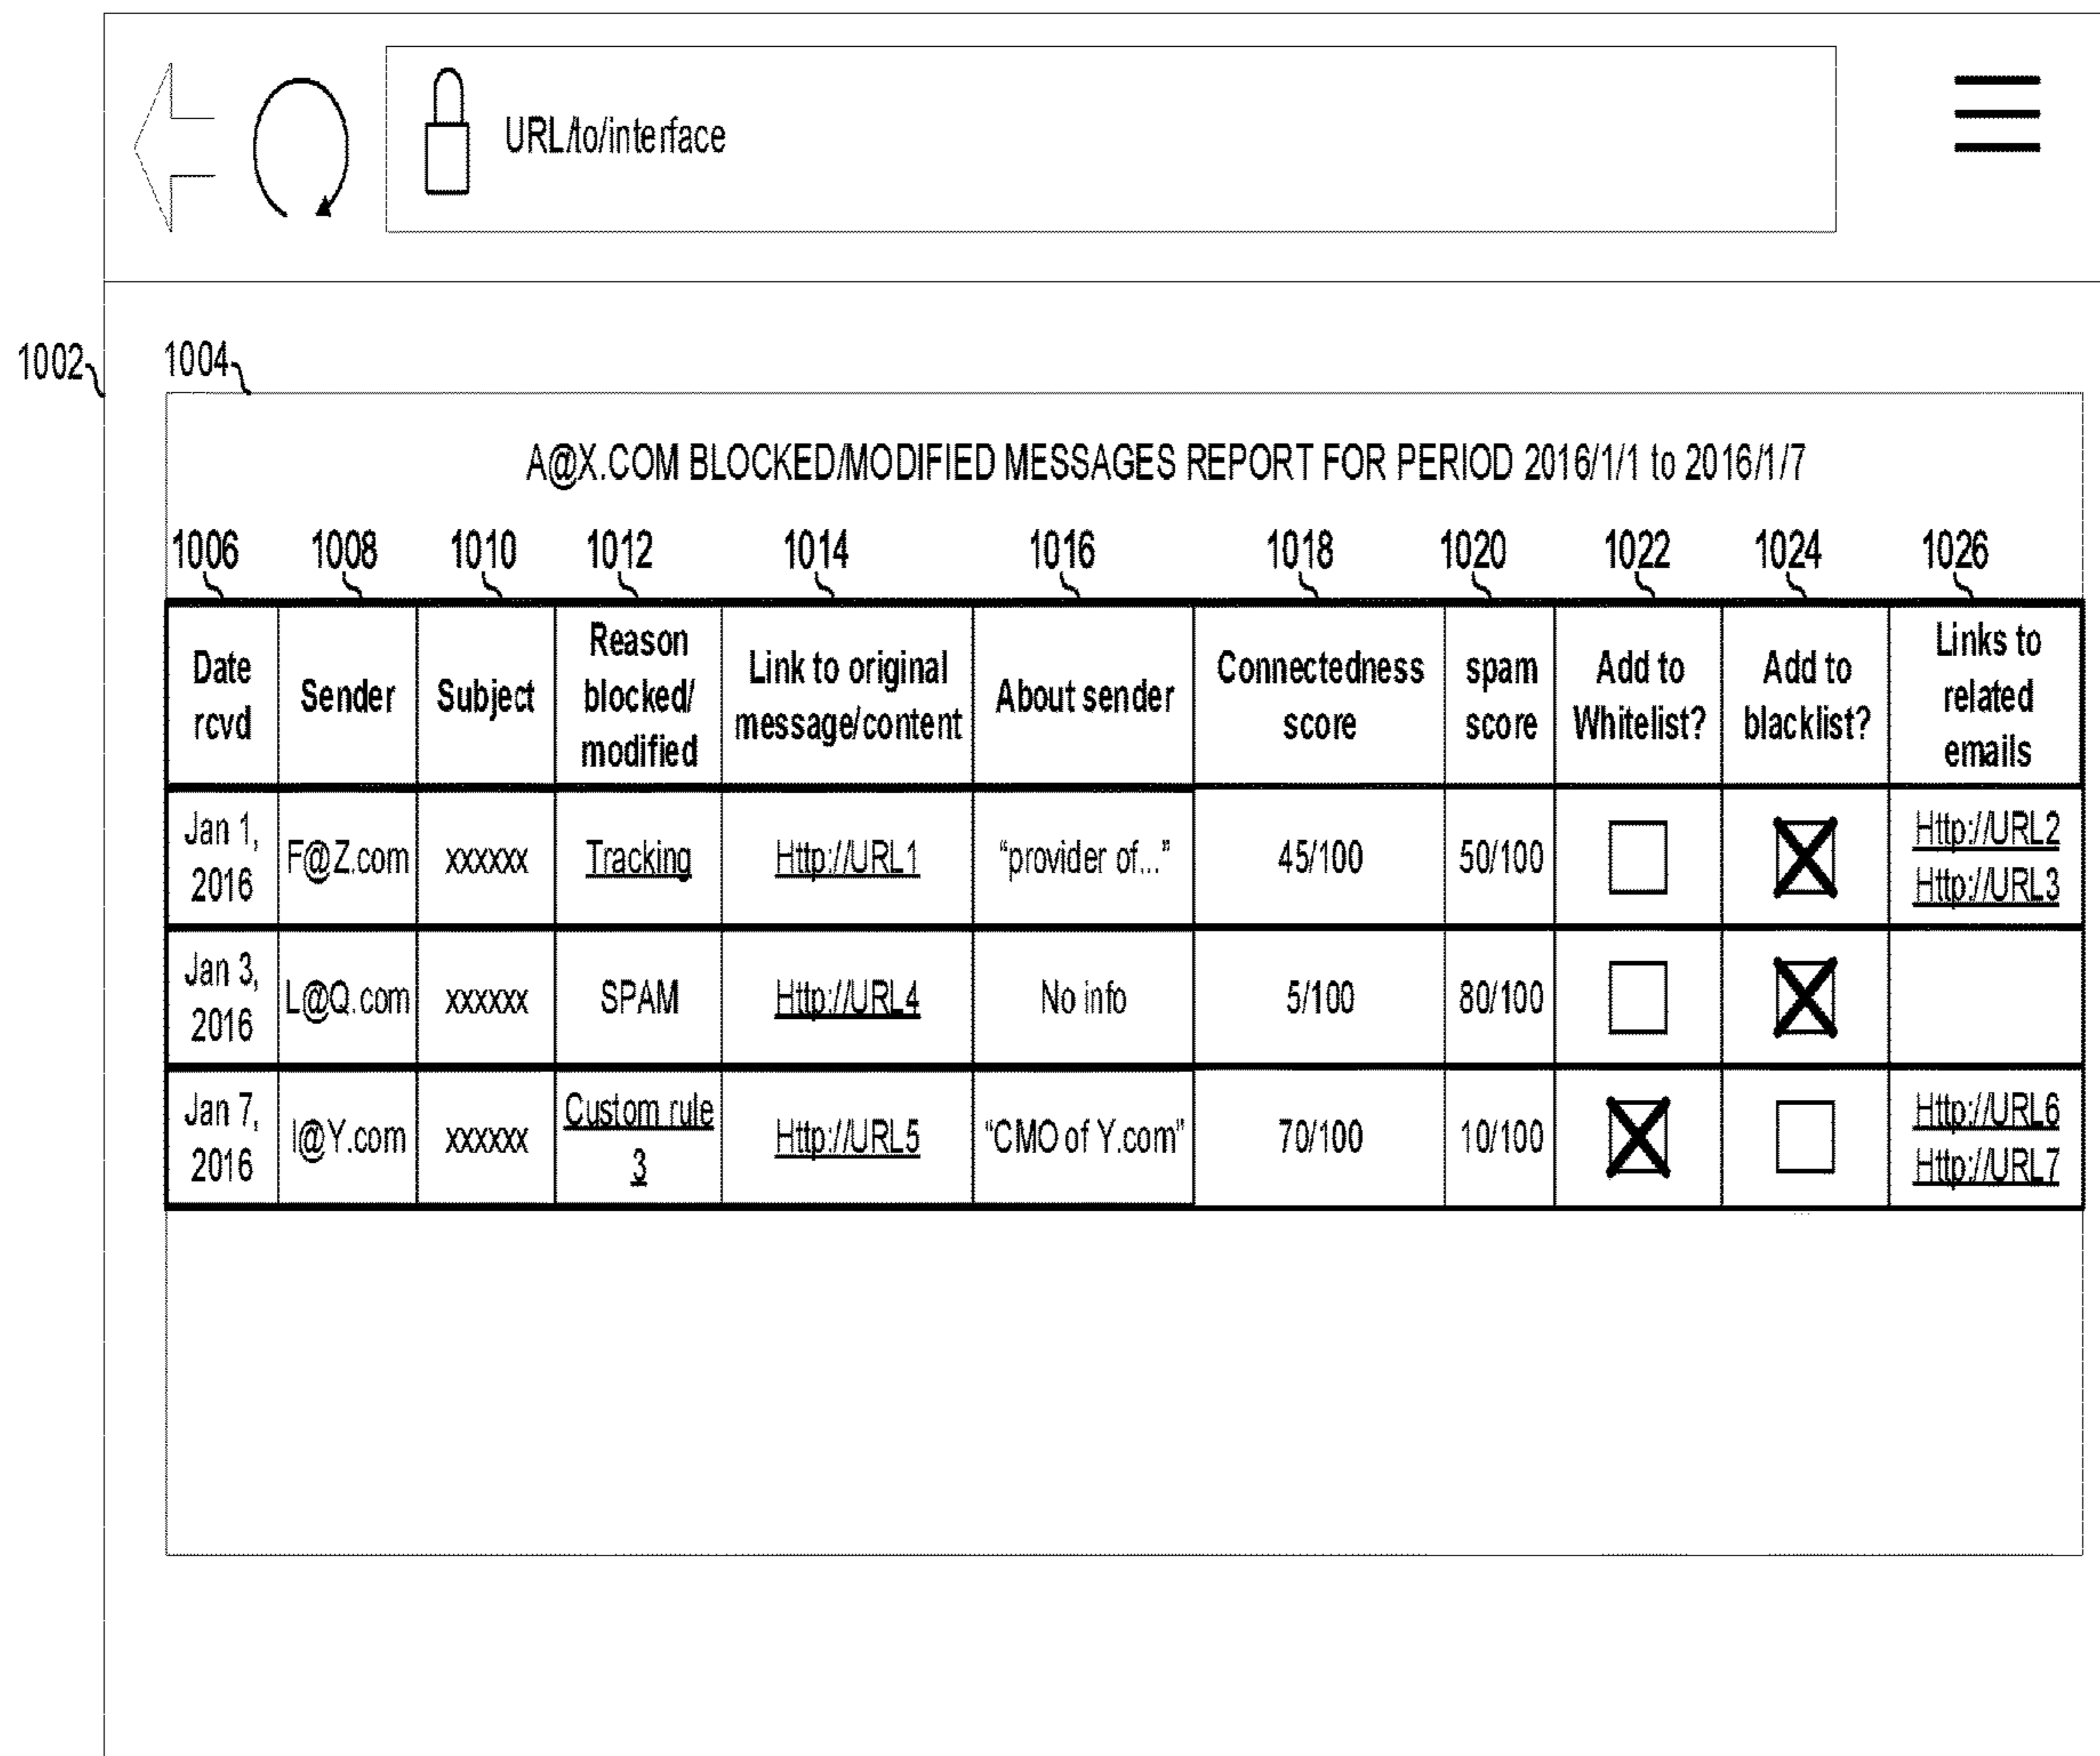 URL/to/interface
1002
1004
A@X.COM BLOCKED/MODIFIED MESSAGES REPORT FOR PERIOD 2016/1/1 to 2016/1/7
1006 1008 1010 1012 1014 1016 1018 1020 1022 1024 1026
Date rcvd Sender Subject Reason blocked/ modified Link to original message/content About sender Connectedness score spam score Add to Whitelist? Add to blacklist? Links to related emails
Jan 1, 2016 F@Z.com xxxxxx Tracking Http://URL1 “provider of...” 45/100 50/100 Http://URL2 Http://URL3
Jan 3, 2016 L@Q.com xxxxxx SPAM Http://URL4 No info 5/100 80/100
Jan 7, 2016 I@Y.com xxxxxx Custom rule 3 Http://URL5 “CMO of Y.com” 70/100 10/100 Http://URL6 Http://URL7